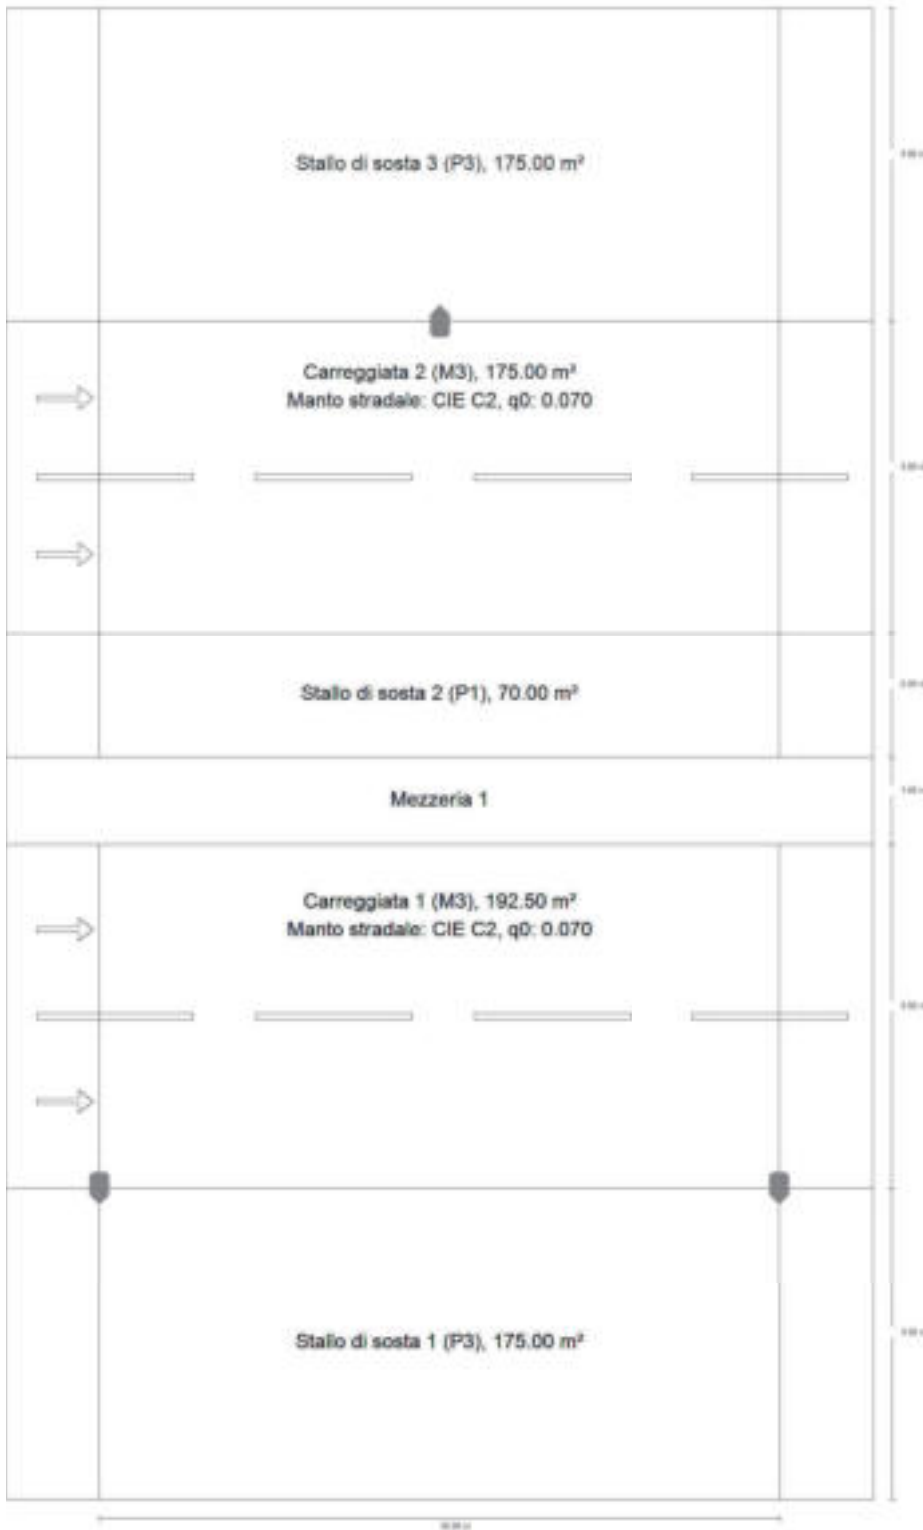 Stallo di sosta 3 (P3), 175.00 m²
Carreggiata 2 (M3), 175.00 m²
Manto stradale: CIE C2, q0: 0.070
Stallo di sosta 2 (P1), 70.00 m²
Mezzeria 1
Carreggiata 1 (M3), 192.50 m²
Manto stradale: CIE C2, q0: 0.070
Stallo di sosta 1 (P3), 175.00 m²